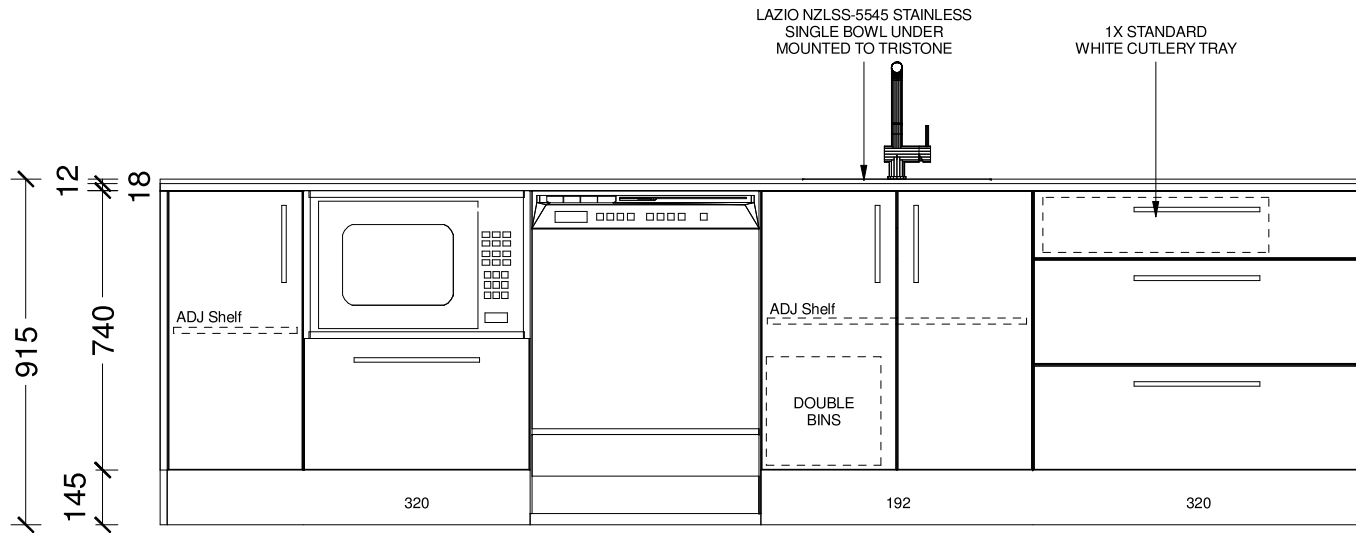 LAZIO NZLSS-5545 STAINLESS
SINGLE BOWL UNDER
MOUNTED TO TRISTONE
1X STANDARD
WHITE CUTLERY TRAY
12
18
915
740
145
ADJ Shelf
ADJ Shelf
DOUBLE
BINS
320
192
320